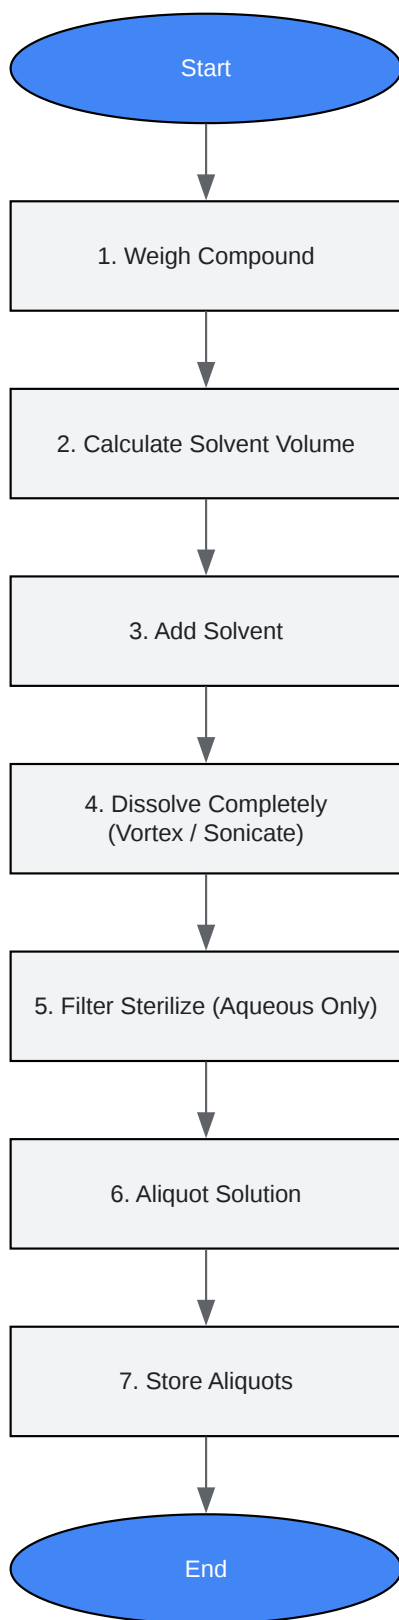 Start
1. Weigh Compound
2. Calculate Solvent Volume
3. Add Solvent
4. Dissolve Completely
(Vortex / Sonicate)
5. Filter Sterilize (Aqueous Only)
6. Aliquot Solution
7. Store Aliquots
End